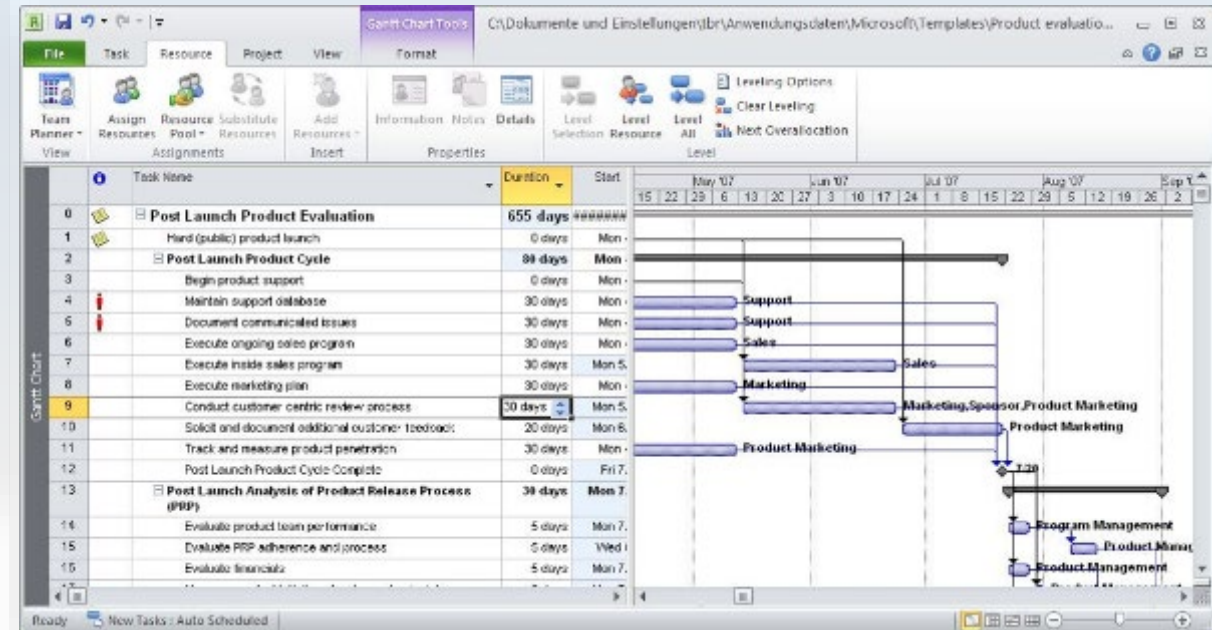 Gantt Chart Tools
C:\Dokumente und Einstellungen\tbr\Anwendungsdaten\Microsoft\Templates\Product evaluatio...
File Task Resource Project View Format
Team Planner
Assign Resources
Resource Pool
Substitute Resources
Add Resources
Information
Notes
Details
Level Selection
Level Resource
Level All
Leveling Options
Clear Leveling
Next Overallocation
View Assignments Insert Properties Level
Task Name Duration Start
May '07 Jun '07 Jul '07 Aug '07 Sep
15 22 29 6 13 20 27 3 10 17 24 1 8 15 22 29 5 12 19 26 2
0 Post Launch Product Evaluation 655 days #######
1 Hard (public) product launch 0 days Mon
2 Post Launch Product Cycle 80 days Mon
3 Begin product support 0 days Mon
4 Maintain support database 30 days Mon Support
5 Document communicated issues 30 days Mon Support
6 Execute ongoing sales program 30 days Mon Sales
7 Execute inside sales program 30 days Mon 5. Sales
8 Execute marketing plan 30 days Mon Marketing
9 Conduct customer centric review process 30 days Mon 5. Marketing,Sponsor,Product Marketing
10 Solicit and document additional customer feedback 20 days Mon 6. Product Marketing
11 Track and measure product penetration 30 days Mon Product Marketing
12 Post Launch Product Cycle Complete 0 days Fri 7. 7/20
13 Post Launch Analysis of Product Release Process (PRP) 30 days Mon 7.
14 Evaluate product team performance 5 days Mon 7. Program Management
15 Evaluate PRP adherence and process 5 days Wed Product Manag
16 Evaluate financials 5 days Mon 7. Product Management
Gantt Chart
Ready New Tasks : Auto Scheduled